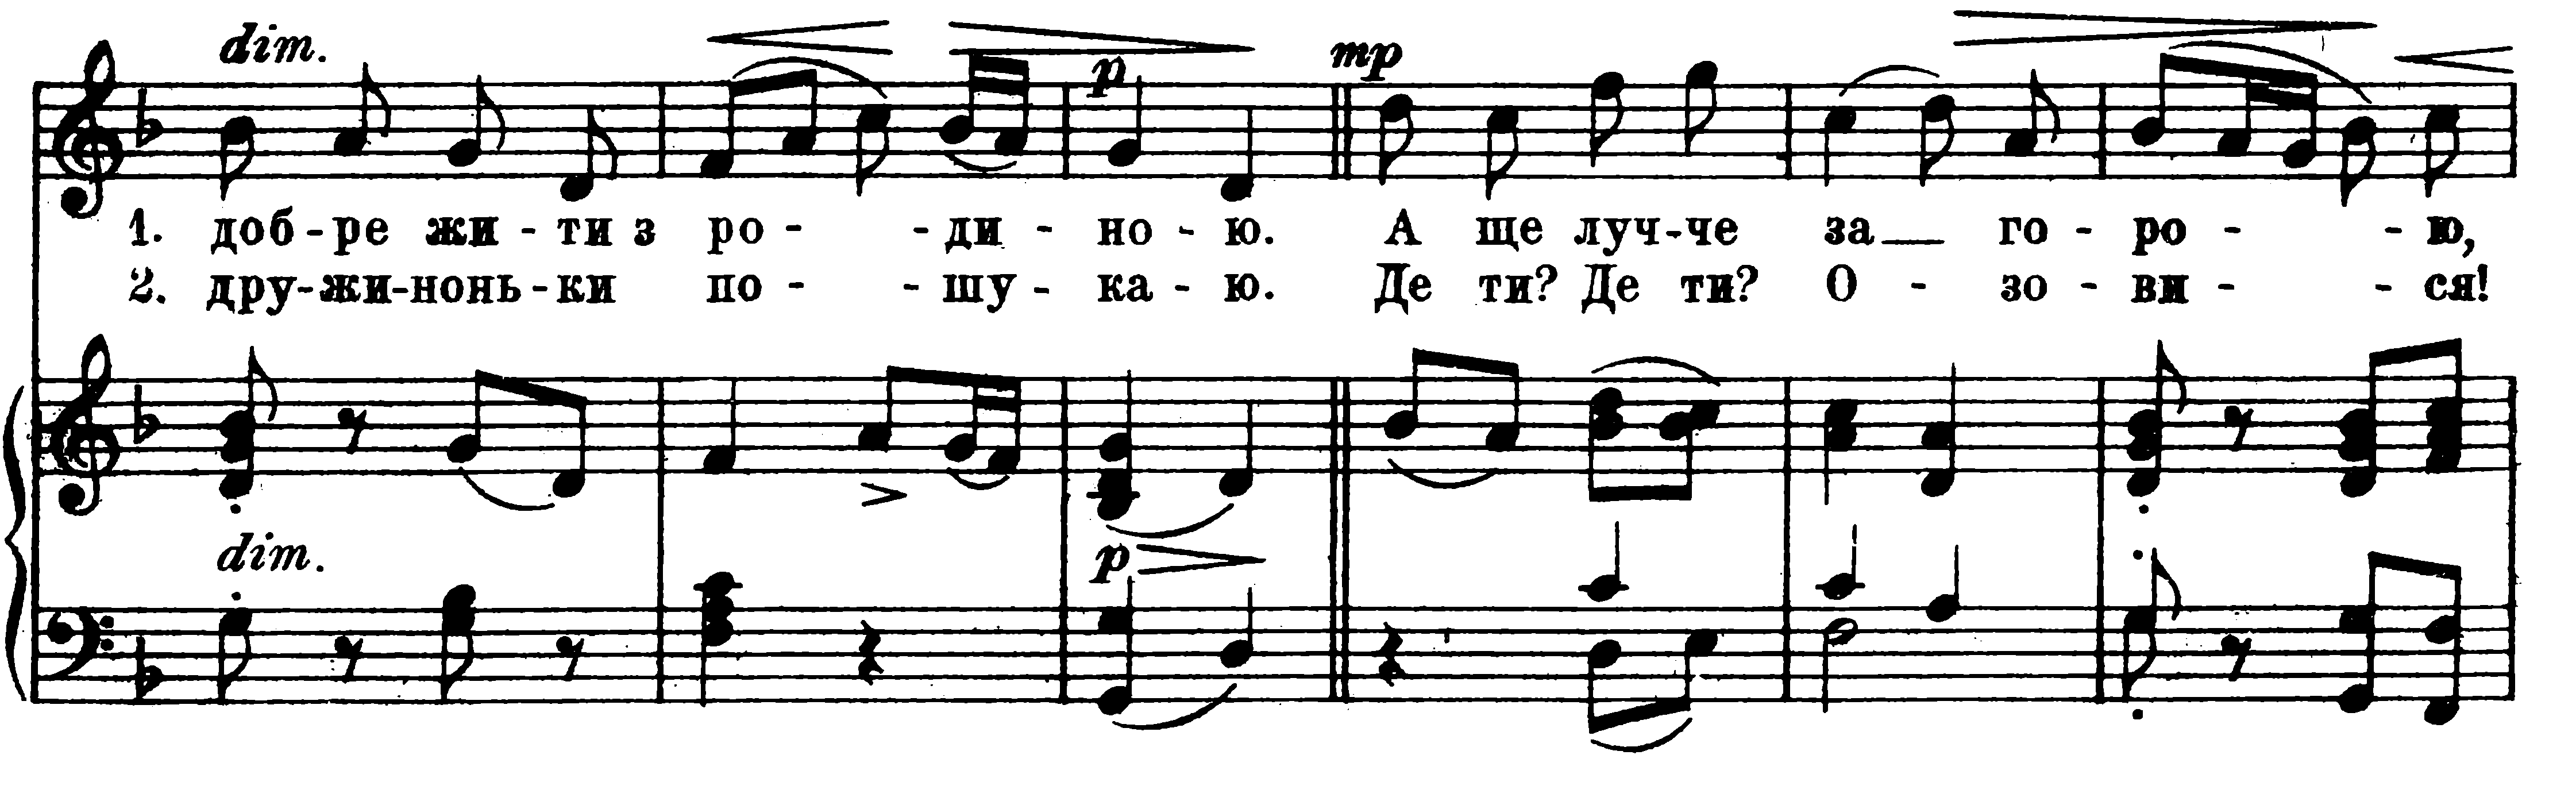 dim.
p
mp
1. доб-ре жи-ти з ро- -ди-но-ю. А ще луч-че за__ го-ро- -ю,
2. дру-жи-нонь-ки по- -шу-ка-ю. Де ти? Де ти? О-зо-ви- -ся!
dim.
p